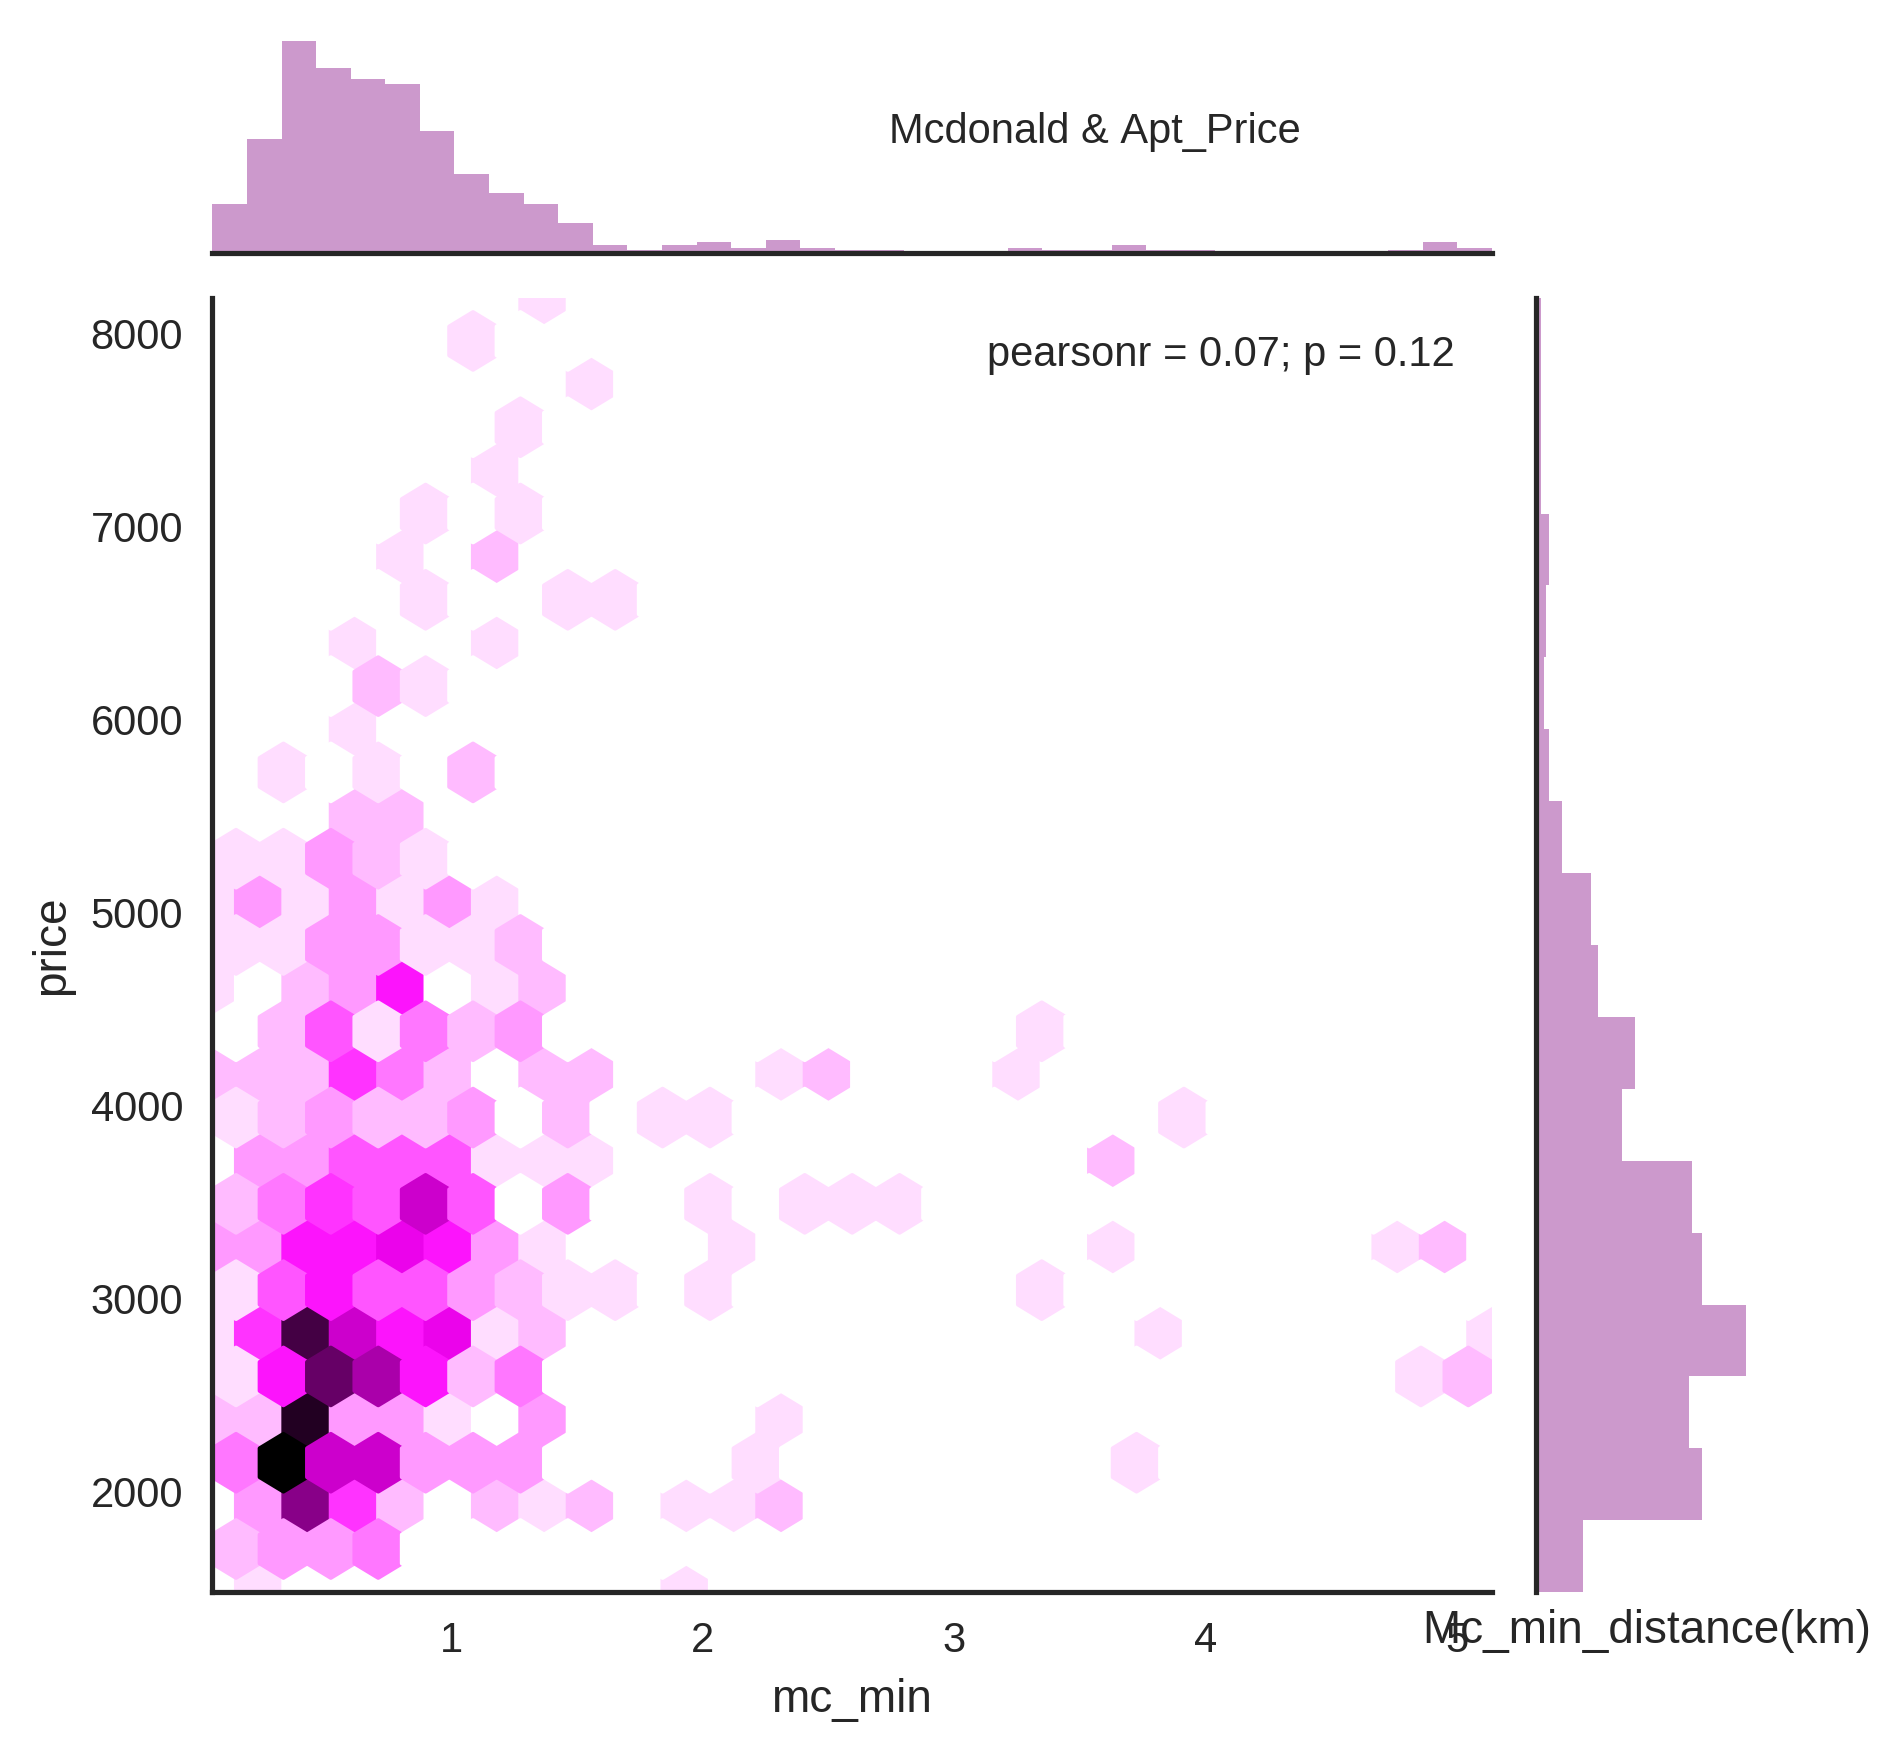 Mcdonald & Apt_Price
pearsonr = 0.07; p = 0.12
8000
7000
6000
5000
4000
3000
2000
price
1 2 3 4 5
Mc_min_distance(km)
mc_min